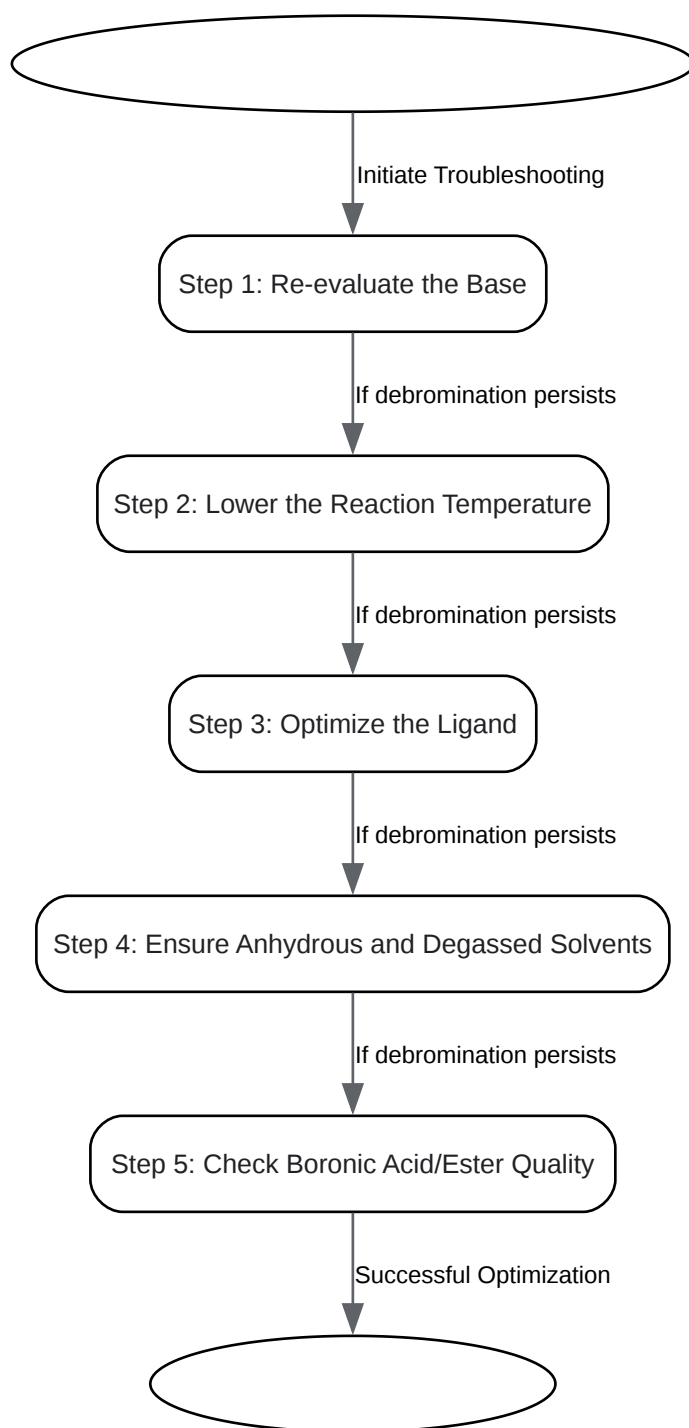 Initiate Troubleshooting
Step 1: Re-evaluate the Base
If debromination persists
Step 2: Lower the Reaction Temperature
If debromination persists
Step 3: Optimize the Ligand
If debromination persists
Step 4: Ensure Anhydrous and Degassed Solvents
If debromination persists
Step 5: Check Boronic Acid/Ester Quality
Successful Optimization